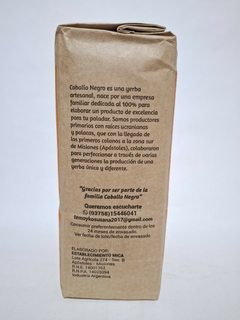 Caballo Negro es una yerba
artesanal, nace por una empresa
familiar dedicada al 100% para
elaborar un producto de excelencia
para tu paladar. Somos productores
primarios con raíces ucranianas
y polacas, que con la llegada de
los primeros colonos a la zona sur
de Misiones (Apóstoles), colaboraron
para perfeccionar a través de varias
generaciones la producción de una
yerba única y diferente.
"Gracias por ser parte de la
familia Caballo Negro"
Queremos escucharte
(03758)15446041
Consumir preferentemente dentro de los
24 meses de envasado.
Ver fecha de lote/fecha de envasado.
ELABORADO POR:
ESTABLECIMIENTO MICA
Lote Agrícola 274 - Sec. B
Apóstoles - Misiones
Industria Argentina